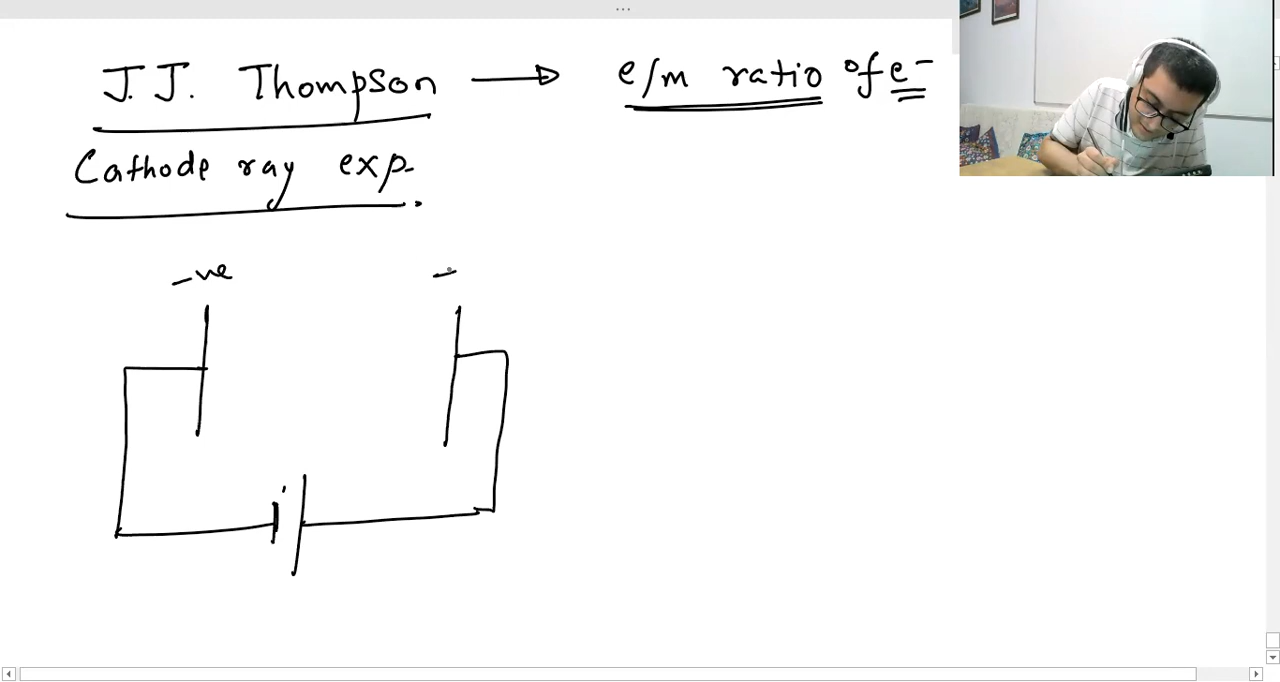 J.J. Thompson → e/m ratio of e⁻
Cathode ray exp.
-ve -